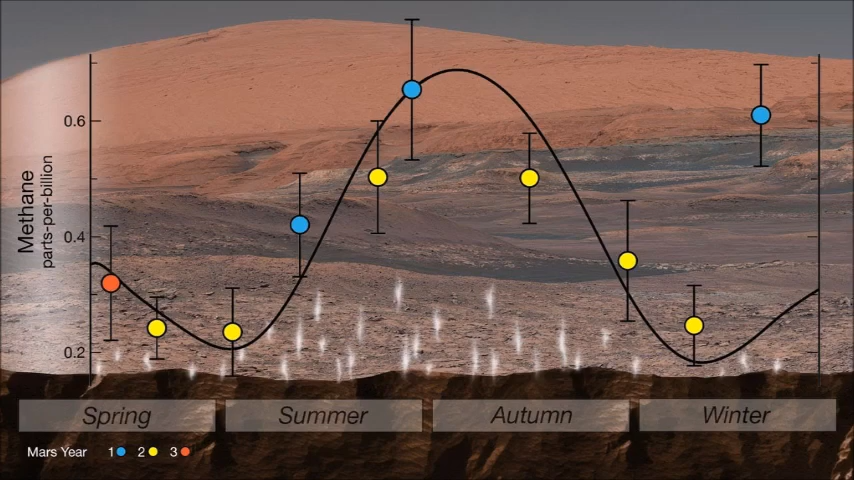 0.6
0.4
0.2
Methane
parts-per-billion
Spring Summer Autumn Winter
Mars Year 1 2 3